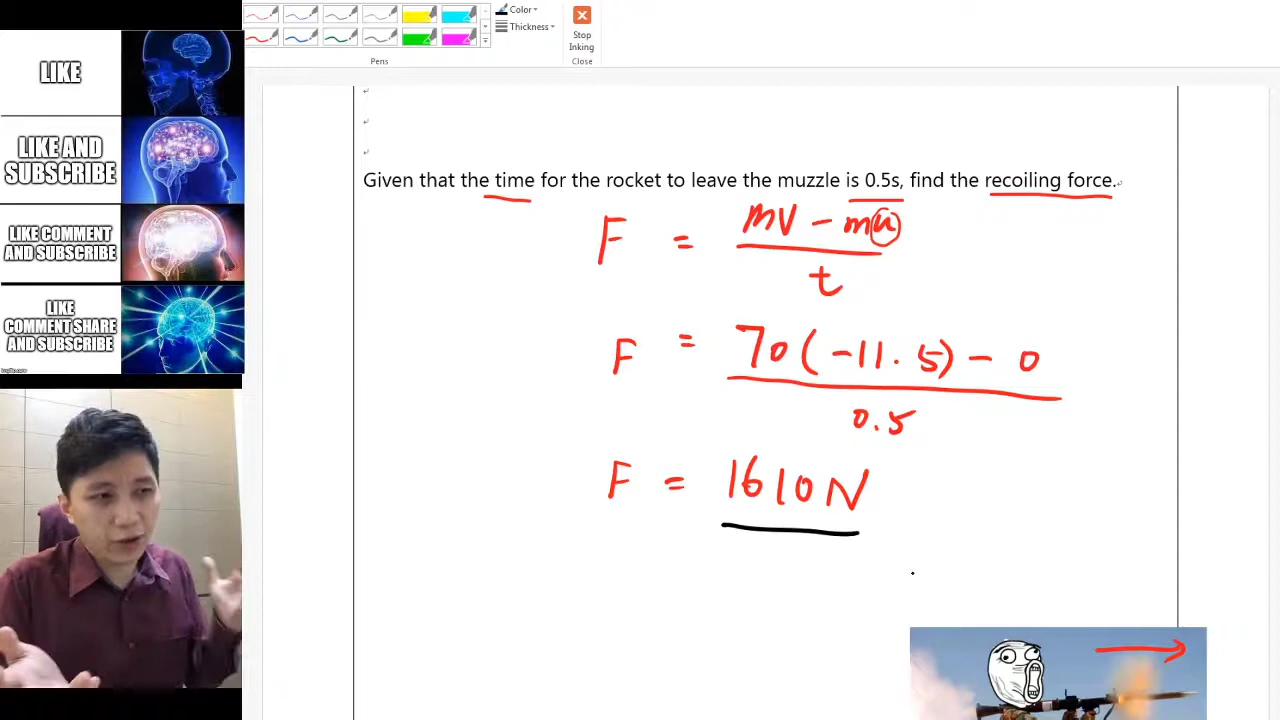 Color
Thickness
Stop
Inking
Pens
Close
LIKE
LIKE AND
SUBSCRIBE
LIKE COMMENT
AND SUBSCRIBE
LIKE
COMMENT SHARE
AND SUBSCRIBE
imgflip.com
Given that the time for the rocket to leave the muzzle is 0.5s, find the recoiling force.
F = mv - mu
t
F = 70(-11.5) - 0
0.5
F = 1610N